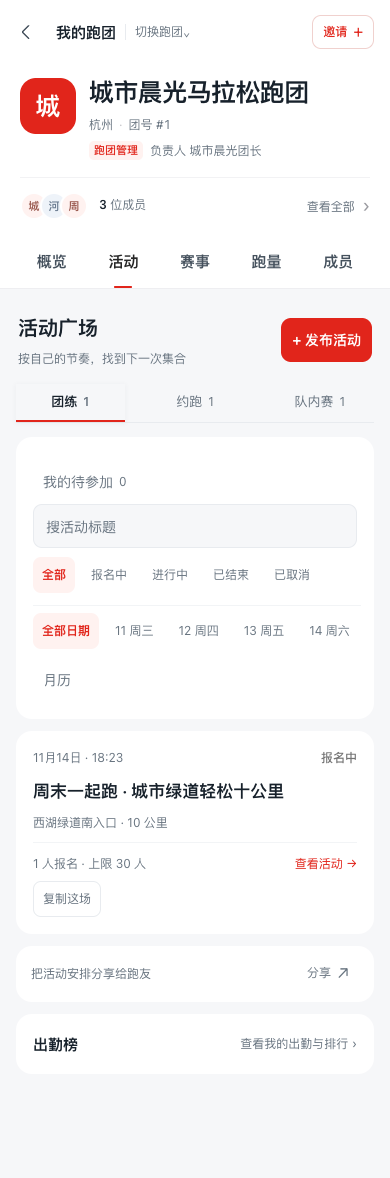 我的跑团 切换跑团⌄ 邀请 +
城 城市晨光马拉松跑团
杭州 · 团号 #1
跑团管理 负责人 城市晨光团长
城 河 周 3 位成员 查看全部 ›
概览 活动 赛事 跑量 成员
活动广场
+ 发布活动
按自己的节奏，找到下一次集合
团练 1 约跑 1 队内赛 1
我的待参加 0
搜活动标题
全部 报名中 进行中 已结束 已取消
全部日期 11 周三 12 周四 13 周五 14 周六
月历
11月14日 · 18:23 报名中
周末一起跑 · 城市绿道轻松十公里
西湖绿道南入口 · 10 公里
1 人报名 · 上限 30 人 查看活动 →
复制这场
把活动安排分享给跑友 分享 ↗
出勤榜 查看我的出勤与排行 ›